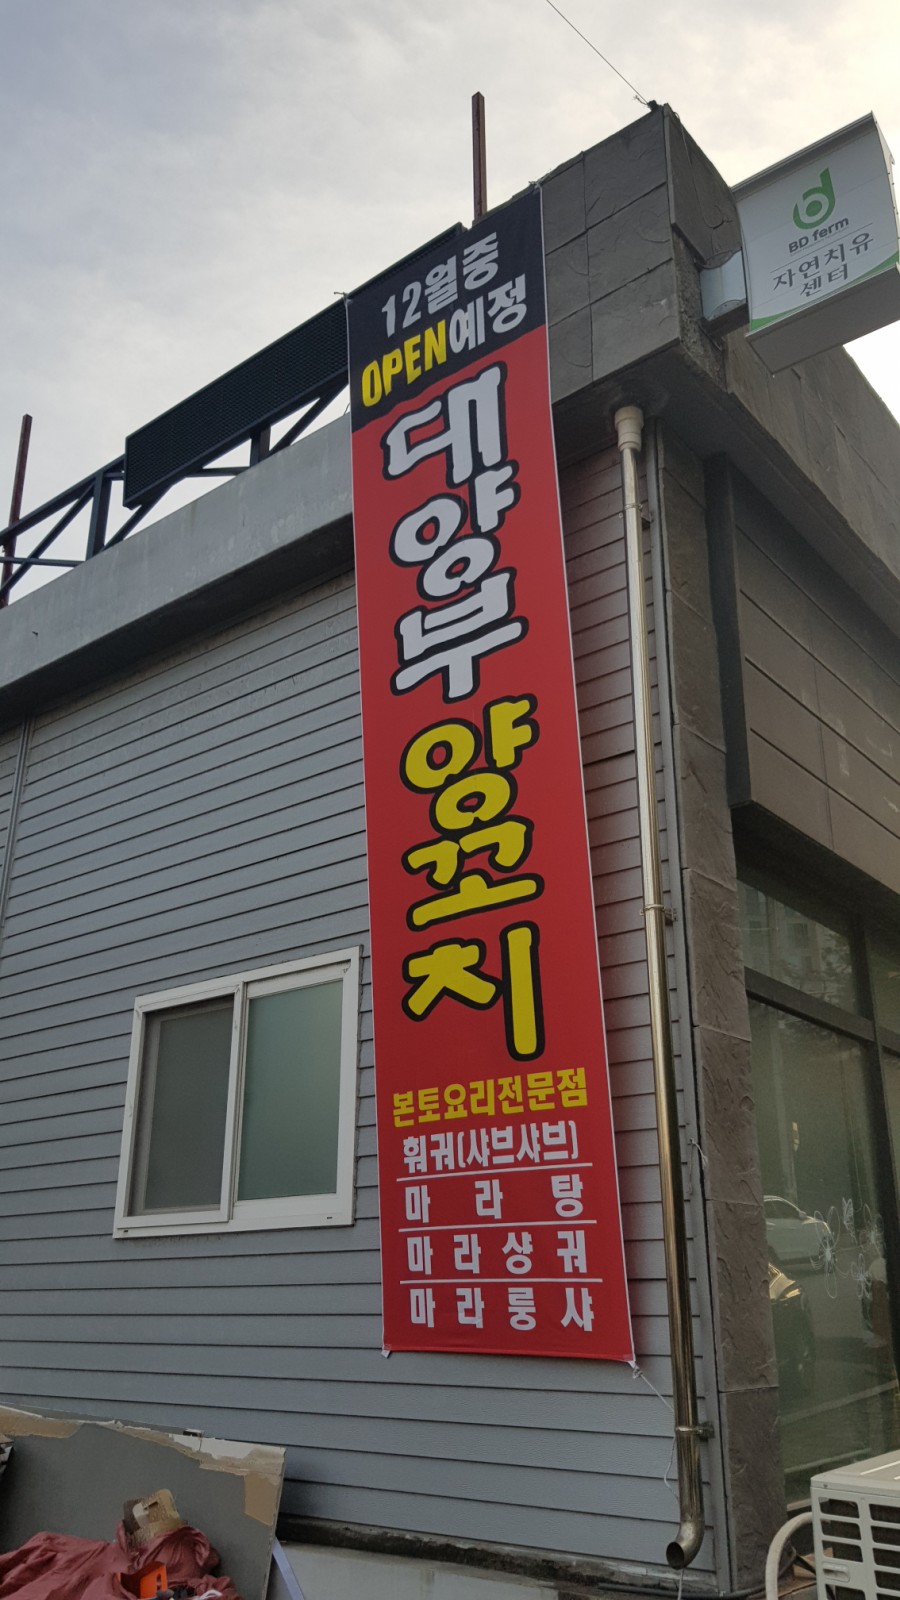 12월중
OPEN예정
대양부
양꼬치
본토요리전문점
훠궈(샤브샤브)
마라탕
마라샹궈
마라룽샤
BD ferm
자연치유
센터